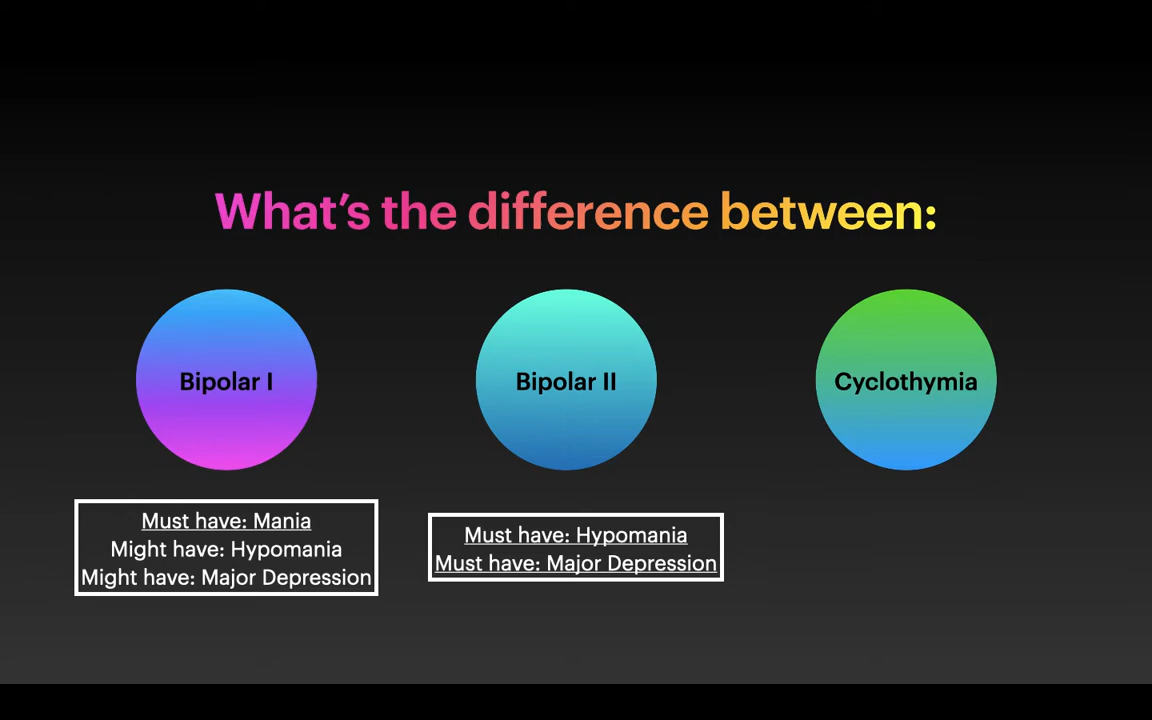 What's the difference between:
Bipolar I
Bipolar II
Cyclothymia
Must have: Mania
Might have: Hypomania
Might have: Major Depression
Must have: Hypomania
Must have: Major Depression